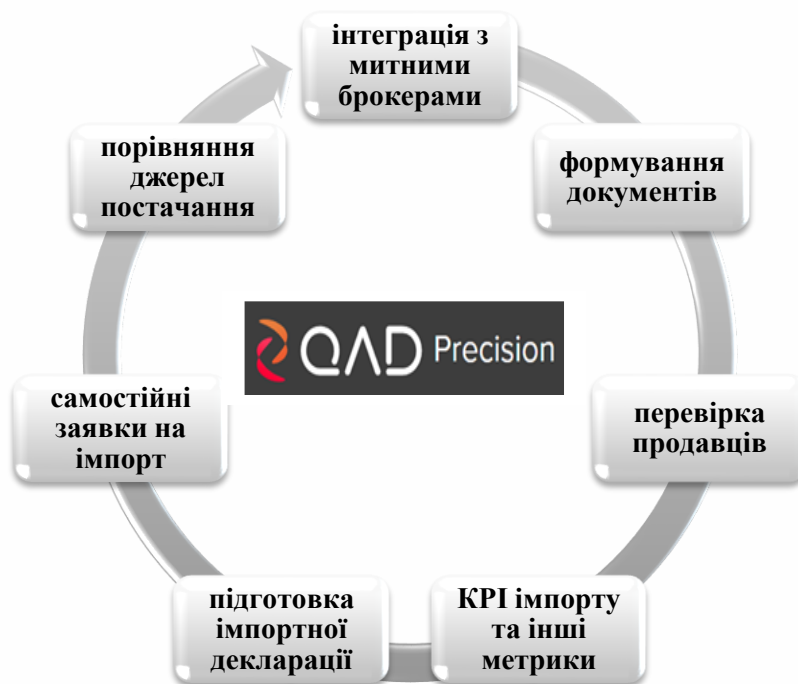 інтеграція з
митними
брокерами
формування
документів
перевірка
продавців
КРІ імпорту
та інші
метрики
підготовка
імпортної
декларації
самостійні
заявки на
імпорт
порівняння
джерел
постачання
QAD Precision